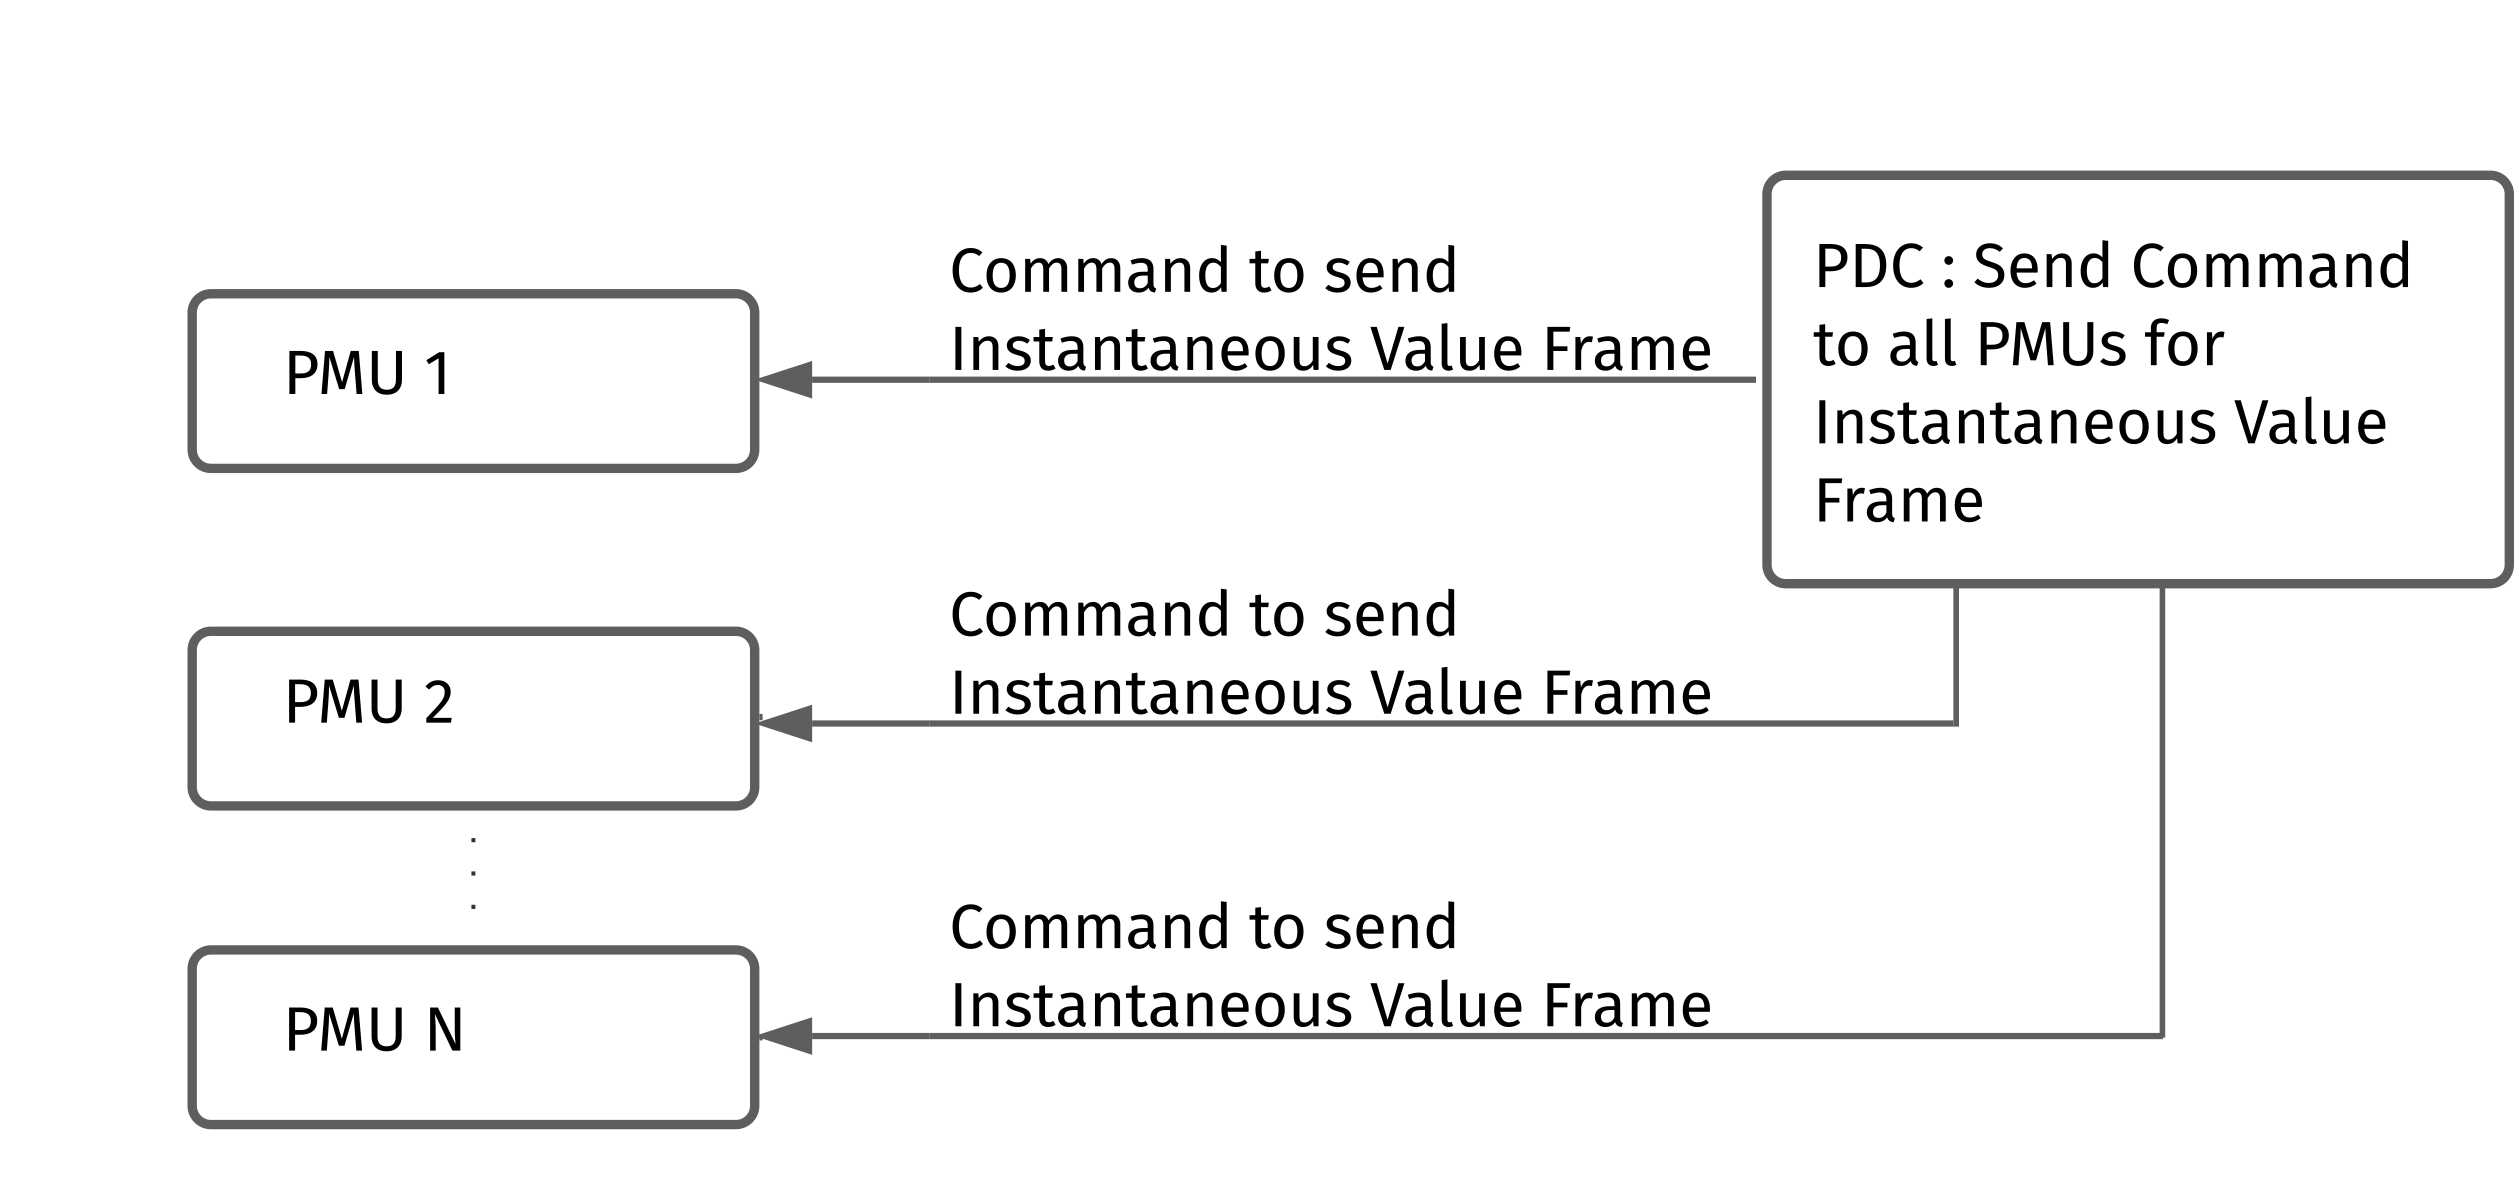 Command to send
Instantaneous Value Frame
PDC : Send Command
to all PMUs for
Instantaneous Value
Frame
PMU 1
Command to send
Instantaneous Value Frame
PMU 2
Command to send
Instantaneous Value Frame
PMU N